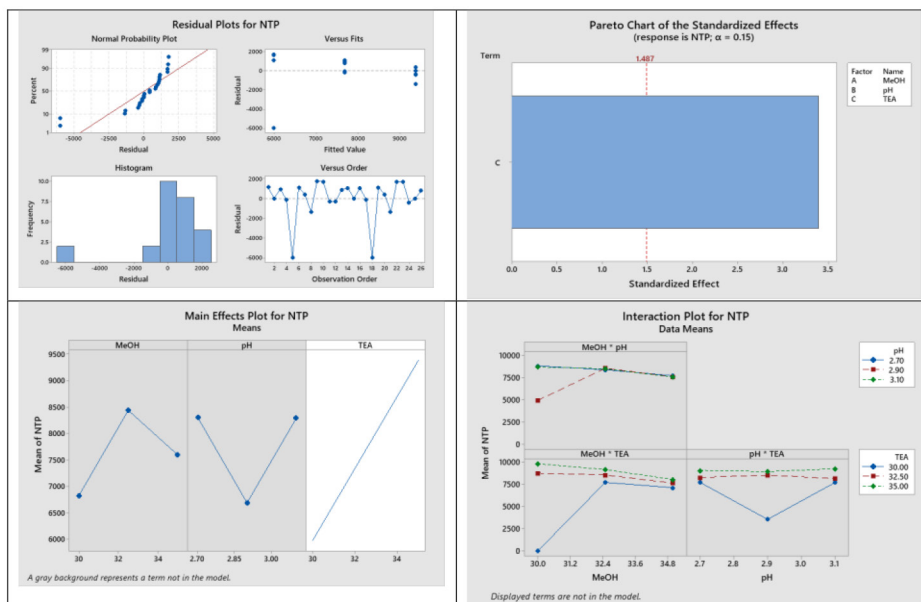 Residual Plots for NTP
Normal Probability Plot
99
90
50
10
1
Percent
-5000 -2500 0 2500 5000
Residual
Versus Fits
2000
0
-2000
-4000
-6000
Residual
6000 7000 8000 9000
Fitted Value
Histogram
10.0
7.5
5.0
2.5
0.0
Frequency
-6000 -4000 -2000 0 2000
Residual
Versus Order
2000
0
-2000
-4000
-6000
Residual
2 4 6 8 10 12 14 16 18 20 22 24 26
Observation Order
Pareto Chart of the Standardized Effects
(response is NTP; α = 0.15)
Term
1.487
Factor Name
A MeOH
B pH
C TEA
C
0.0 0.5 1.0 1.5 2.0 2.5 3.0 3.5
Standardized Effect
Main Effects Plot for NTP
Means
MeOH pH TEA
9500
9000
8500
8000
7500
7000
6500
6000
Mean of NTP
30 32 34 2.70 2.85 3.00 30 32 34
A gray background represents a term not in the model.
Interaction Plot for NTP
Data Means
MeOH * pH
10000
7500
5000
2500
0
pH
2.70
2.90
3.10
Mean of NTP
MeOH * TEA pH * TEA
10000
7500
5000
2500
0
TEA
30.00
32.50
35.00
30.0 31.2 32.4 33.6 34.8 2.7 2.8 2.9 3.0 3.1
MeOH pH
Displayed terms are not in the model.